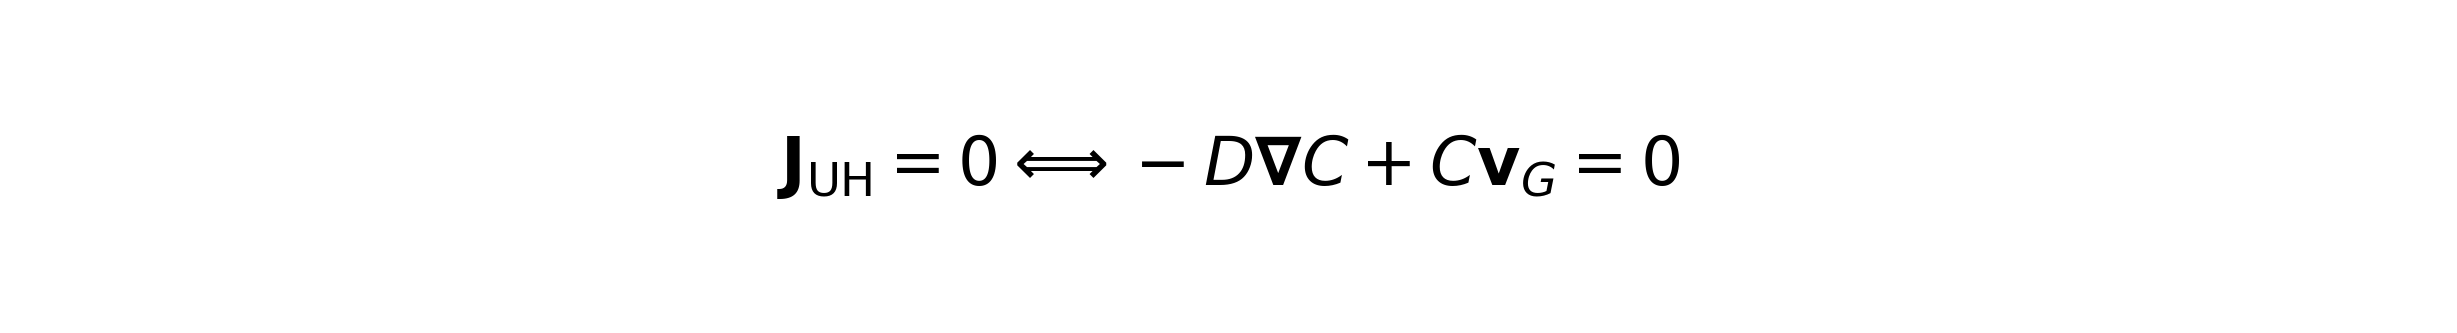 𝐉_UH = 0 ⟺ −D𝛁C + C𝐯_G = 0